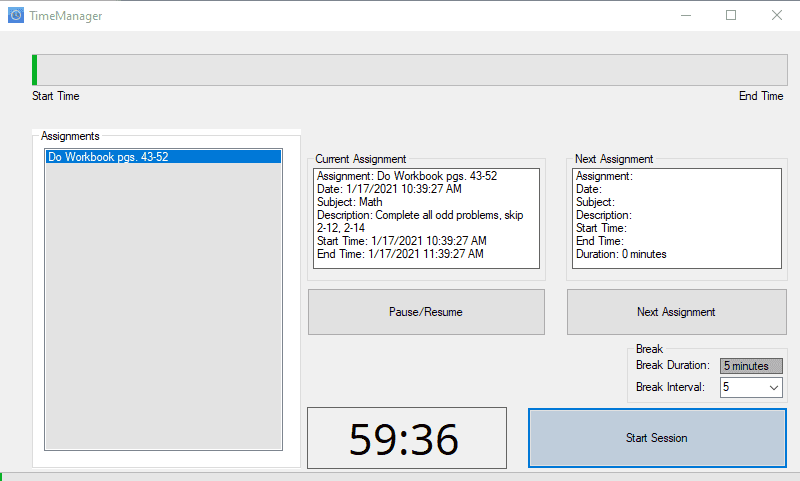 TimeManager
Start Time
End Time
Assignments
Do Workbook pgs. 43-52
Current Assignment
Assignment: Do Workbook pgs. 43-52
Date: 1/17/2021 10:39:27 AM
Subject: Math
Description: Complete all odd problems, skip
2-12, 2-14
Start Time: 1/17/2021 10:39:27 AM
End Time: 1/17/2021 11:39:27 AM
Next Assignment
Assignment:
Date:
Subject:
Description:
Start Time:
End Time:
Duration: 0 minutes
Pause/Resume
Next Assignment
Break
Break Duration: 5 minutes
Break Interval: 5
59:36
Start Session